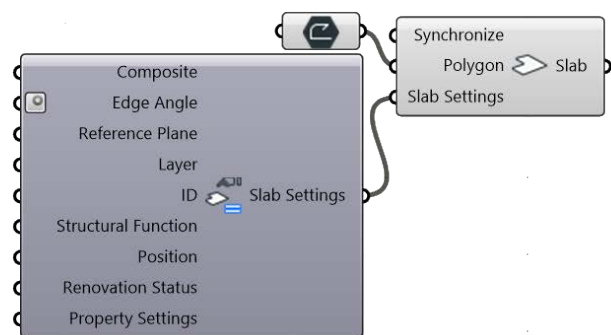 Synchronize
Polygon
Slab
Slab Settings
Composite
Edge Angle
Reference Plane
Layer
ID
Slab Settings
Structural Function
Position
Renovation Status
Property Settings